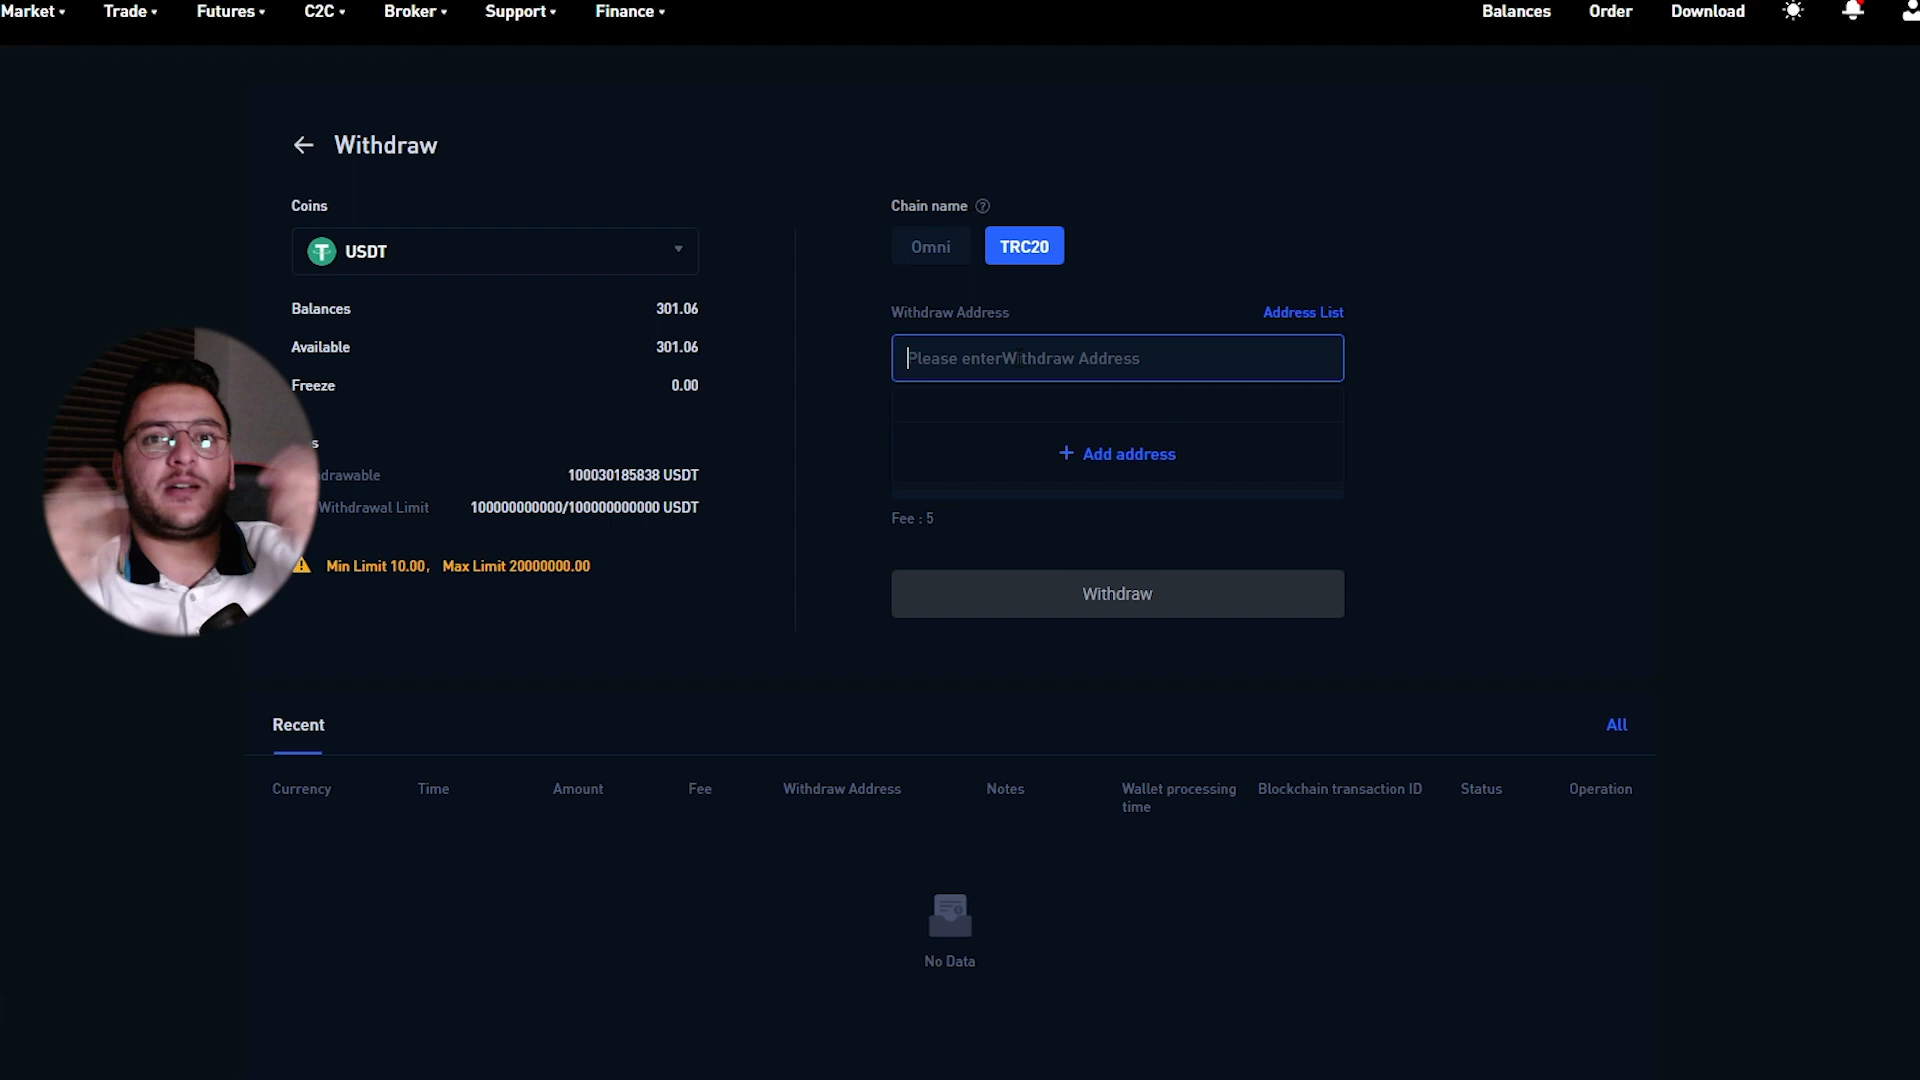 Market
Trade
Futures
C2C
Broker
Support
Finance
Balances
Order
Download
Withdraw
Coins
USDT
Balances 301.06
Available 301.06
Freeze 0.00
s
drawable 100030185838 USDT
Withdrawal Limit 100000000000/100000000000 USDT
Min Limit 10.00, Max Limit 20000000.00
Chain name
Omni
TRC20
Withdraw Address
Address List
Please enterWithdraw Address
+ Add address
Fee : 5
Withdraw
Recent
All
Currency
Time
Amount
Fee
Withdraw Address
Notes
Wallet processing
time
Blockchain transaction ID
Status
Operation
No Data